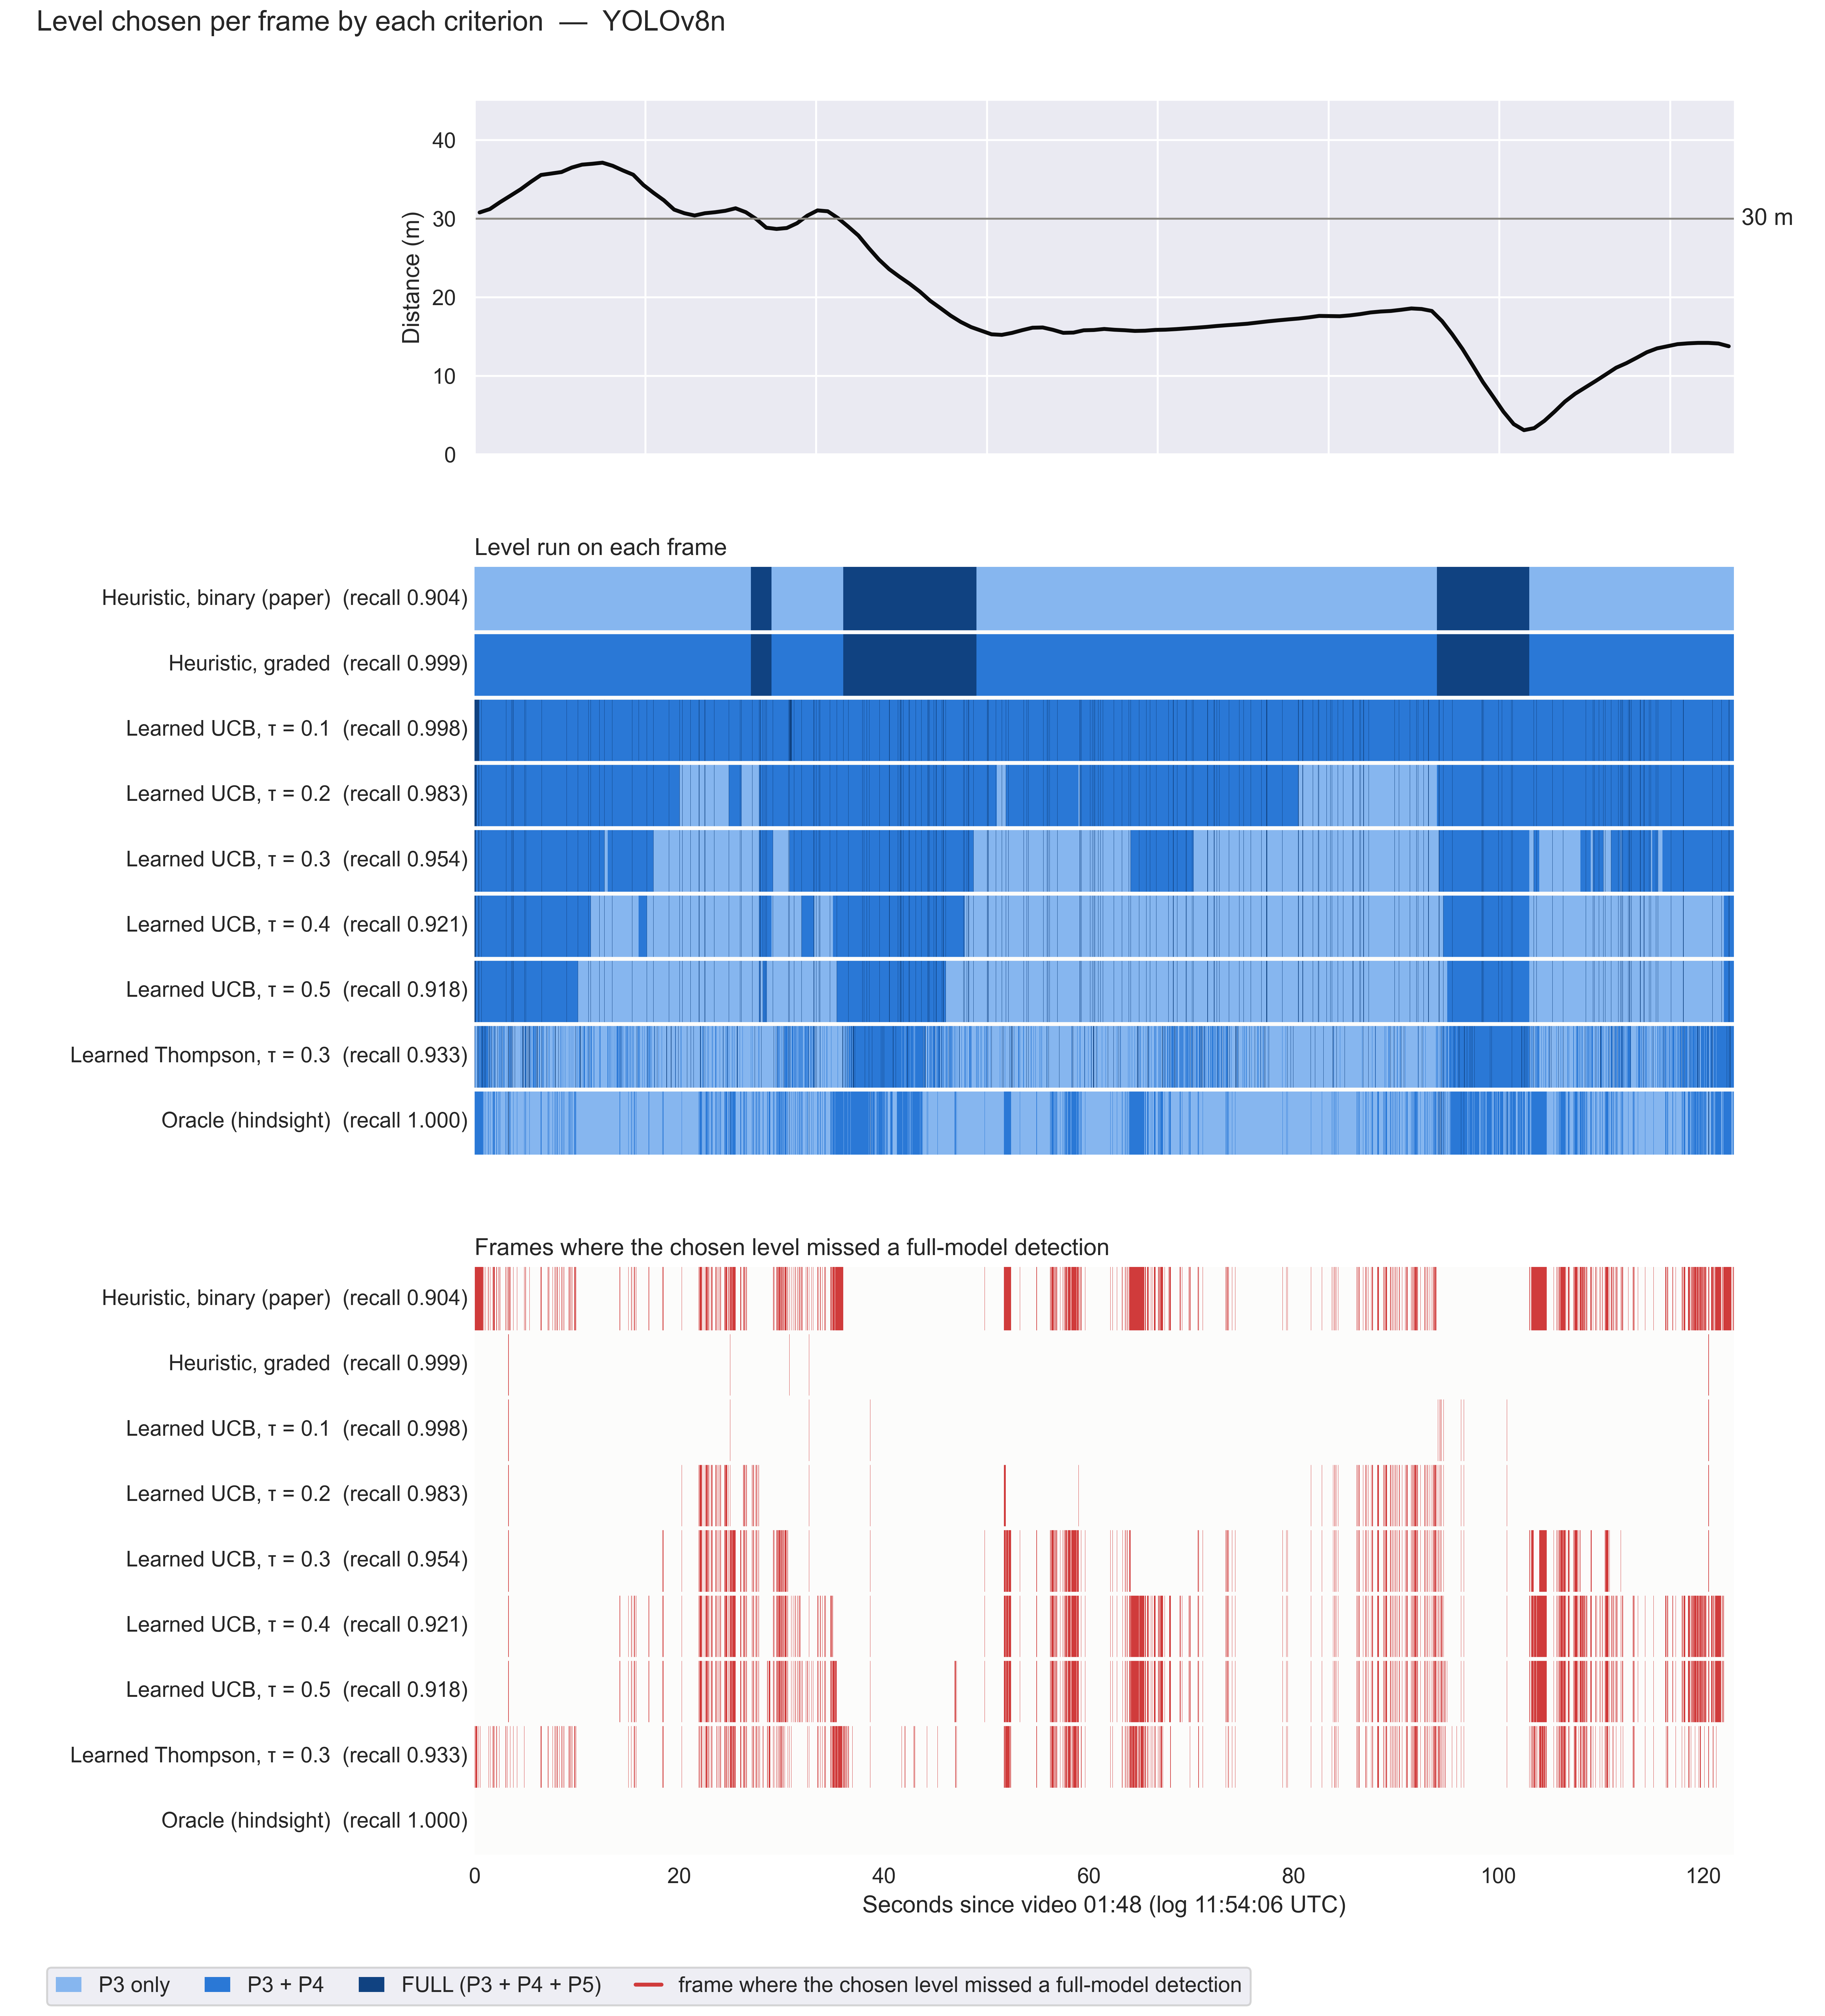 Level chosen per frame by each criterion — YOLOv8n
40
30
20
10
0
Distance (m)
30 m
Level run on each frame
Heuristic, binary (paper) (recall 0.904)
Heuristic, graded (recall 0.999)
Learned UCB, τ = 0.1 (recall 0.998)
Learned UCB, τ = 0.2 (recall 0.983)
Learned UCB, τ = 0.3 (recall 0.954)
Learned UCB, τ = 0.4 (recall 0.921)
Learned UCB, τ = 0.5 (recall 0.918)
Learned Thompson, τ = 0.3 (recall 0.933)
Oracle (hindsight) (recall 1.000)
Frames where the chosen level missed a full-model detection
Heuristic, binary (paper) (recall 0.904)
Heuristic, graded (recall 0.999)
Learned UCB, τ = 0.1 (recall 0.998)
Learned UCB, τ = 0.2 (recall 0.983)
Learned UCB, τ = 0.3 (recall 0.954)
Learned UCB, τ = 0.4 (recall 0.921)
Learned UCB, τ = 0.5 (recall 0.918)
Learned Thompson, τ = 0.3 (recall 0.933)
Oracle (hindsight) (recall 1.000)
0 20 40 60 80 100 120
Seconds since video 01:48 (log 11:54:06 UTC)
P3 only P3 + P4 FULL (P3 + P4 + P5) frame where the chosen level missed a full-model detection